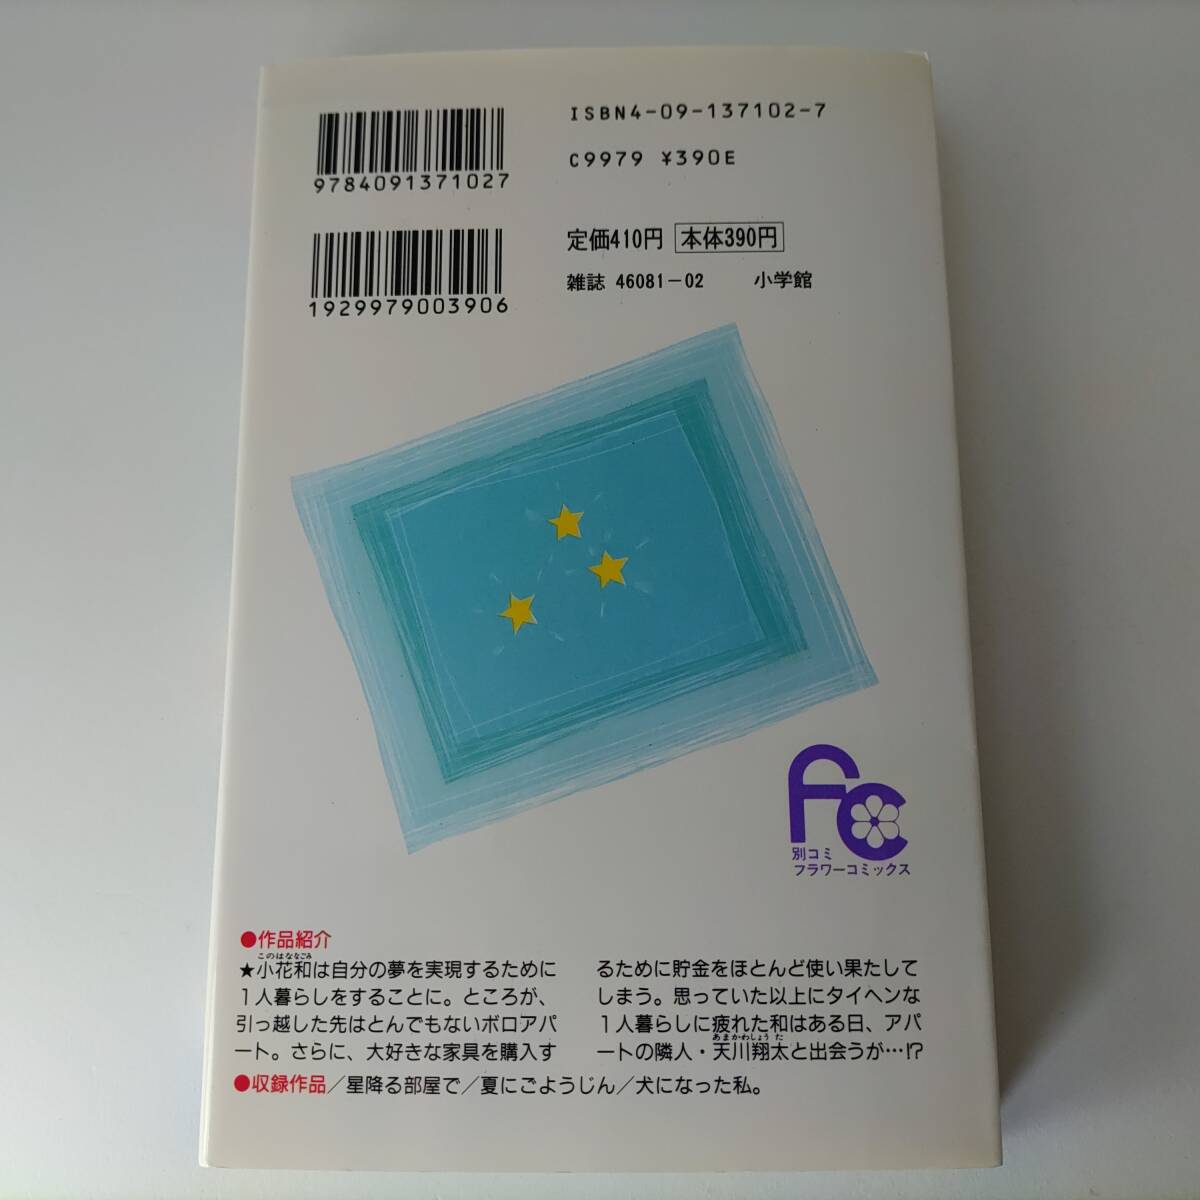 ISBN4-09-137102-7
C9979 ¥390E
9784091371027
定価410円 本体390円
雑誌 46081-02 小学館
1929979003906
FC
別コミ
フラワーコミックス
●作品紹介
このはななごみ
★小花和は自分の夢を実現するために
1人暮らしをすることに。ところが、
引っ越した先はとんでもないボロアパ
ート。さらに、大好きな家具を購入す
るために貯金をほとんど使い果たして
しまう。思っていた以上にタイヘンな
1人暮らしに疲れた和はある日、アパ
あまかわしょうた
ートの隣人・天川翔太と出会うが…!?
●収録作品/星降る部屋で/夏にごようじん/犬になった私。